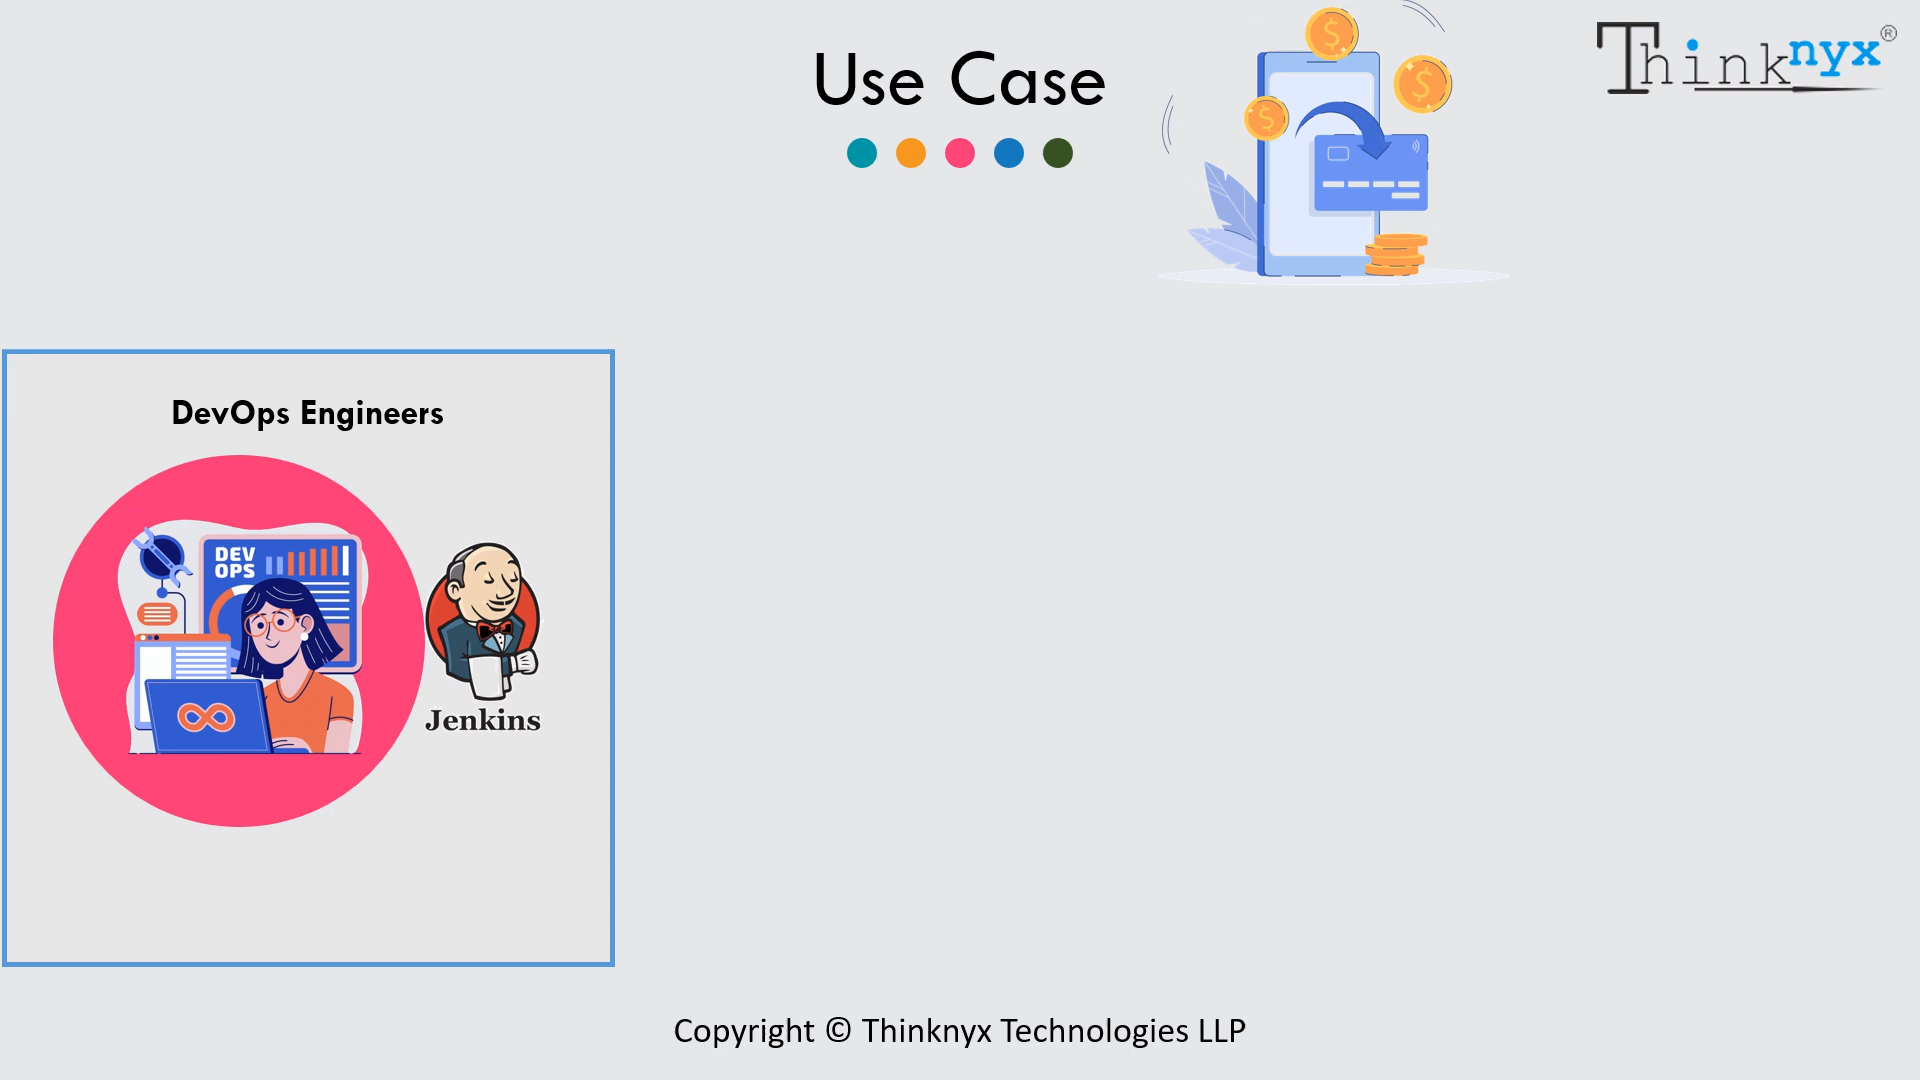 Use Case
Thinknyx®
DevOps Engineers
DEV
OPS
Jenkins
Copyright © Thinknyx Technologies LLP